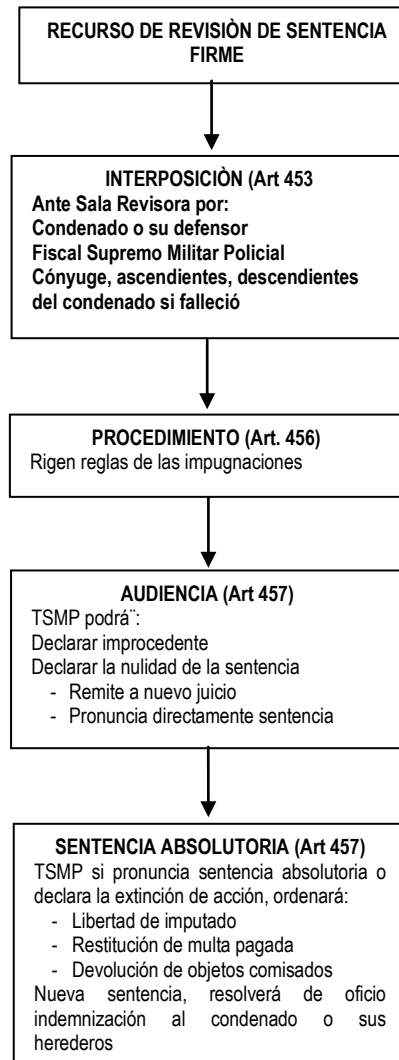 RECURSO DE REVISIÒN DE SENTENCIA
FIRME
INTERPOSICIÒN (Art 453
Ante Sala Revisora por:
Condenado o su defensor
Fiscal Supremo Militar Policial
Cónyuge, ascendientes, descendientes
del condenado si falleció
PROCEDIMIENTO (Art. 456)
Rigen reglas de las impugnaciones
AUDIENCIA (Art 457)
TSMP podrá¨:
Declarar improcedente
Declarar la nulidad de la sentencia
- Remite a nuevo juicio
- Pronuncia directamente sentencia
SENTENCIA ABSOLUTORIA (Art 457)
TSMP si pronuncia sentencia absolutoria o
declara la extinción de acción, ordenará:
- Libertad de imputado
- Restitución de multa pagada
- Devolución de objetos comisados
Nueva sentencia, resolverá de oficio
indemnización al condenado o sus
herederos